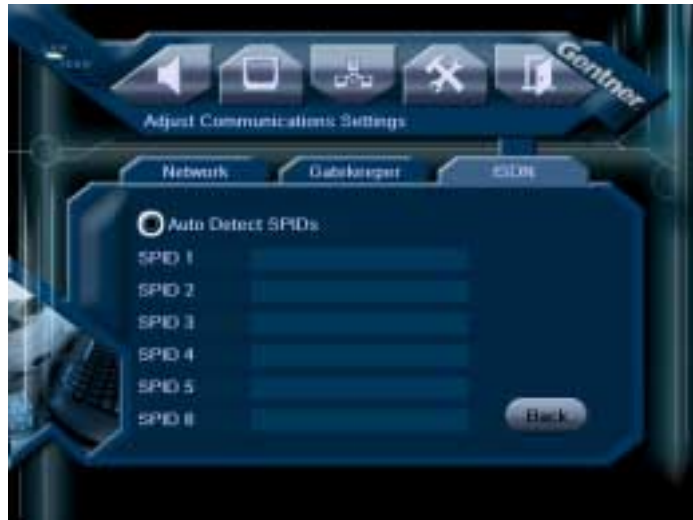 Gentner
Adjust Communications Settings
Network
Gatekeeper
ISDN
Auto Detect SPIDs
SPID 1
SPID 2
SPID 3
SPID 4
SPID 5
SPID 6
Back